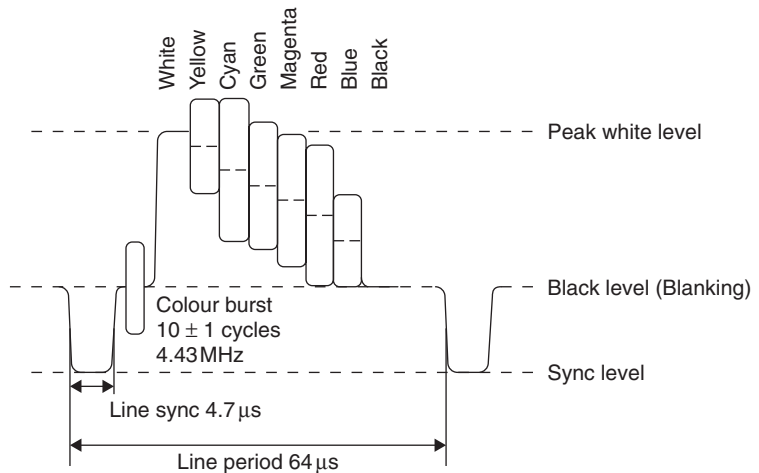 White
Yellow
Cyan
Green
Magenta
Red
Blue
Black
Peak white level
Black level (Blanking)
Colour burst
10 ± 1 cycles
4.43 MHz
Sync level
Line sync 4.7 µs
Line period 64 µs